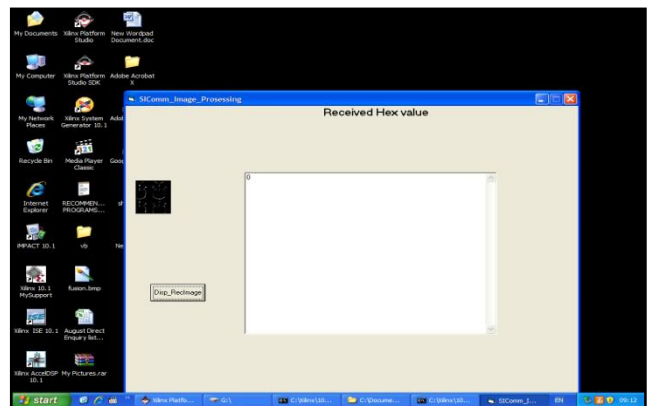 My Documents
Xilinx Platform
Studio
New Wordpad
Document.doc
My Computer
Xilinx Platform
Studio SDK
Adobe Acrobat
X
My Network
Places
Xilinx System
Generator 10.1
Recycle Bin
Media Player
Classic
Internet
Explorer
RECOMMEN...
PROGRAMS...
iMPACT 10.1
vb
Xilinx 10.1
MySupport
fusion.bmp
Xilinx ISE 10.1
August Direct
Enquiry list...
Xilinx AccelDSP
10.1
My Pictures.rar
SIComm_Image_Prosessing
Received Hex value
0
Disp_RecImage
start
Xilinx Platfo...
G:\
C:\Xilinx\10...
C:\Docume...
C:\Xilinx\10...
SIComm_I...
EN
09:12